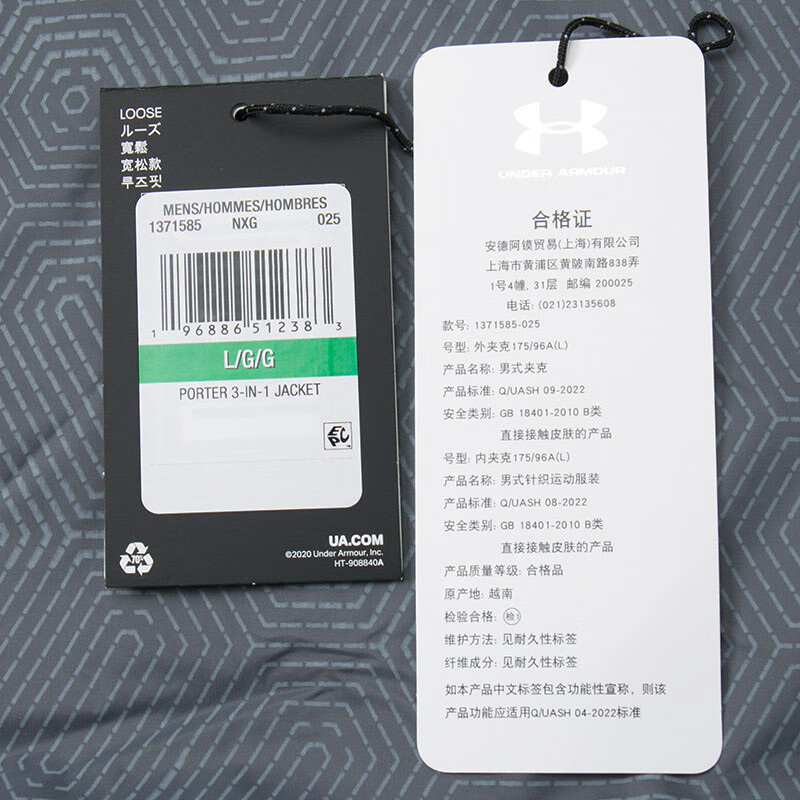 LOOSE
ルーズ
寬鬆
宽松款
루즈핏
MENS/HOMMES/HOMBRES
1371585 NXG 025
1 96886 51238 3
L/G/G
PORTER 3-IN-1 JACKET
EPC
70%
UA.COM
©2020 Under Armour, Inc.
HT-908840A
UNDER ARMOUR
合格证
安德阿镆贸易(上海)有限公司
上海市黄浦区黄陂南路838弄
1号4幢, 31层 邮编 200025
电话: (021)23135608
款号: 1371585-025
号型: 外夹克175/96A(L)
产品名称: 男式夹克
产品标准: Q/UASH 09-2022
安全类别: GB 18401-2010 B类
直接接触皮肤的产品
号型: 内夹克175/96A(L)
产品名称: 男式针织运动服装
产品标准: Q/UASH 08-2022
安全类别: GB 18401-2010 B类
直接接触皮肤的产品
产品质量等级: 合格品
原产地: 越南
检验合格: 检1
维护方法: 见耐久性标签
纤维成分: 见耐久性标签
如本产品中文标签包含功能性宣称，则该
产品功能应适用Q/UASH 04-2022标准